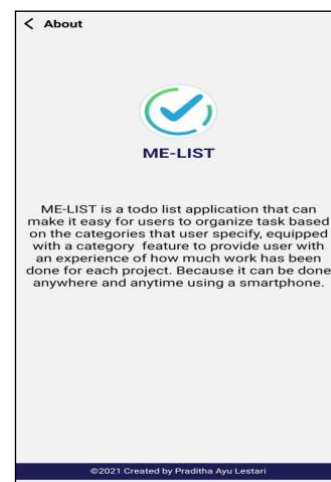 About
ME-LIST
ME-LIST is a todo list application that can
make it easy for users to organize task based
on the categories that user specify, equipped
with a category feature to provide user with
an experience of how much work has been
done for each project. Because it can be done
anywhere and anytime using a smartphone.
©2021 Created by Praditha Ayu Lestari